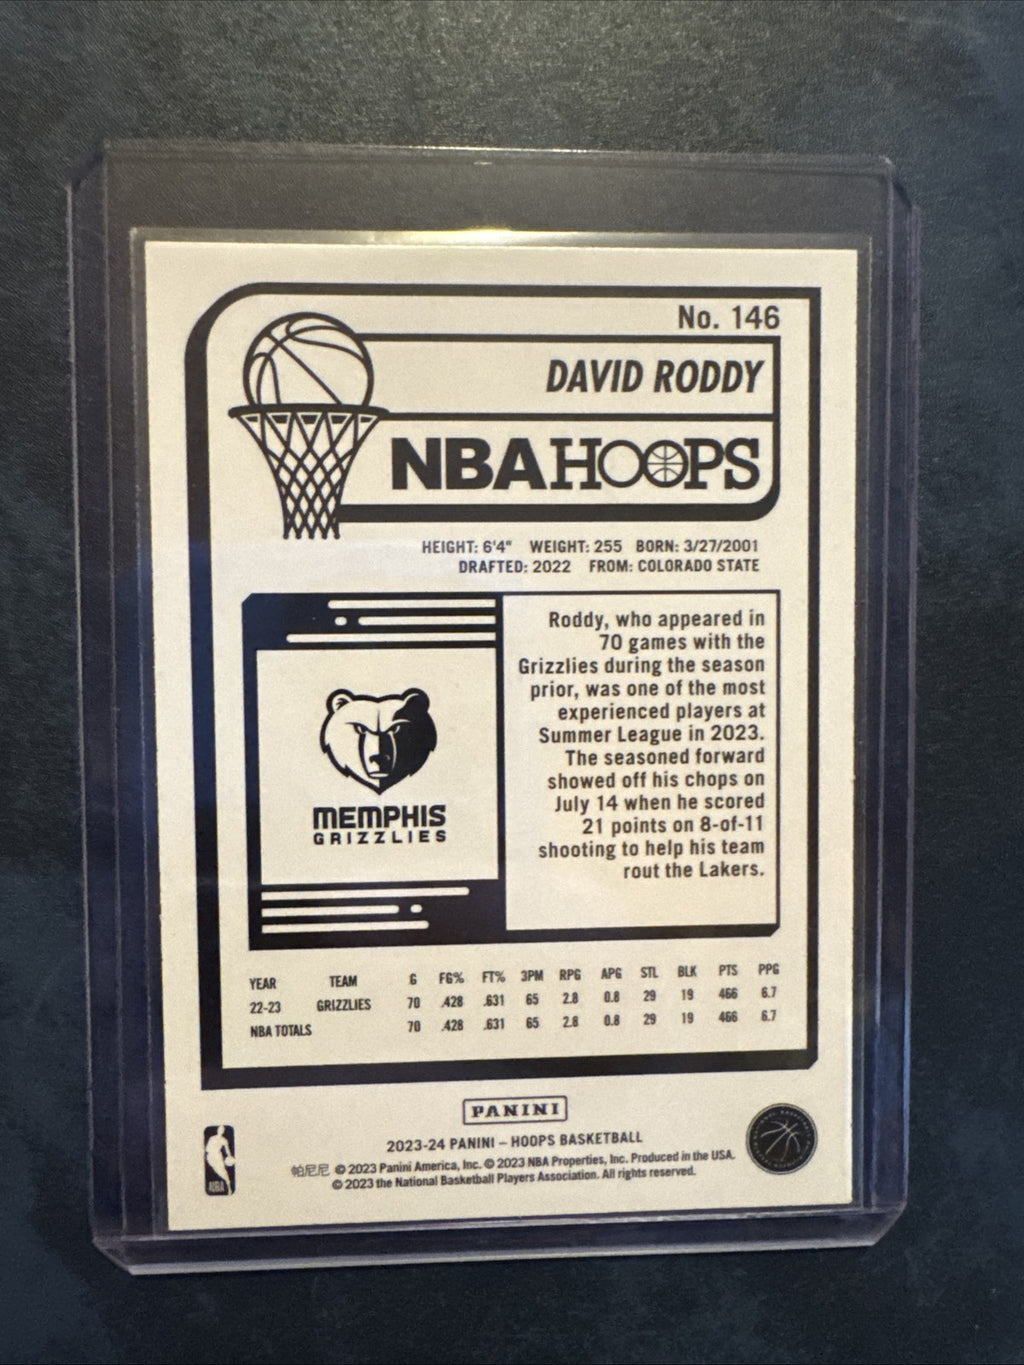 No. 146
DAVID RODDY
NBA HOOPS
HEIGHT: 6'4" WEIGHT: 255 BORN: 3/27/2001
DRAFTED: 2022 FROM: COLORADO STATE
Roddy, who appeared in
70 games with the
Grizzlies during the season
prior, was one of the most
experienced players at
Summer League in 2023.
The seasoned forward
showed off his chops on
July 14 when he scored
21 points on 8-of-11
shooting to help his team
rout the Lakers.
MEMPHIS
GRIZZLIES
YEAR TEAM G FG% FT% 3PM RPG APG STL BLK PTS PPG
22-23 GRIZZLIES 70 .428 .631 65 2.8 0.8 29 19 466 6.7
NBA TOTALS 70 .428 .631 65 2.8 0.8 29 19 466 6.7
PANINI
2023-24 PANINI – HOOPS BASKETBALL
帕尼尼 © 2023 Panini America, Inc. © 2023 NBA Properties, Inc. Produced in the USA.
© 2023 the National Basketball Players Association. All rights reserved.
NBA